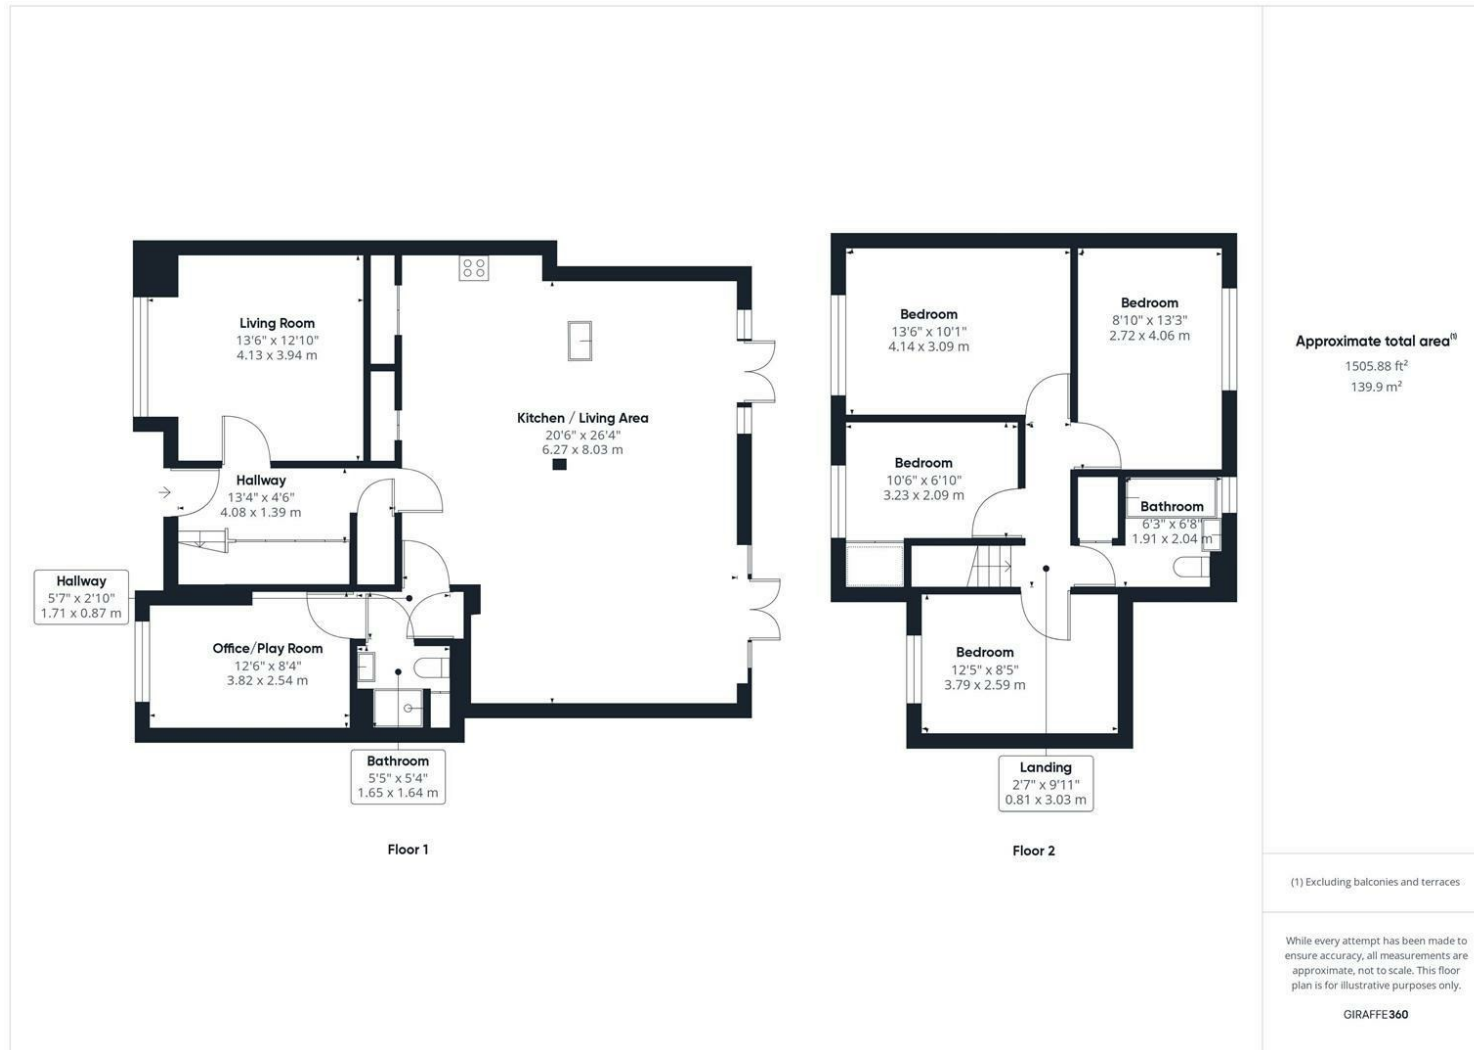 Living Room
13'6" x 12'10"
4.13 x 3.94 m
Kitchen / Living Area
20'6" x 26'4"
6.27 x 8.03 m
Hallway
13'4" x 4'6"
4.08 x 1.39 m
Hallway
5'7" x 2'10"
1.71 x 0.87 m
Office/Play Room
12'6" x 8'4"
3.82 x 2.54 m
Bathroom
5'5" x 5'4"
1.65 x 1.64 m
Floor 1
Bedroom
13'6" x 10'1"
4.14 x 3.09 m
Bedroom
8'10" x 13'3"
2.72 x 4.06 m
Bedroom
10'6" x 6'10"
3.23 x 2.09 m
Bathroom
6'3" x 6'8"
1.91 x 2.04 m
Bedroom
12'5" x 8'5"
3.79 x 2.59 m
Landing
2'7" x 9'11"
0.81 x 3.03 m
Floor 2
Approximate total area(1)
1505.88 ft²
139.9 m²
(1) Excluding balconies and terraces
While every attempt has been made to
ensure accuracy, all measurements are
approximate, not to scale. This floor
plan is for illustrative purposes only.
GIRAFFE360